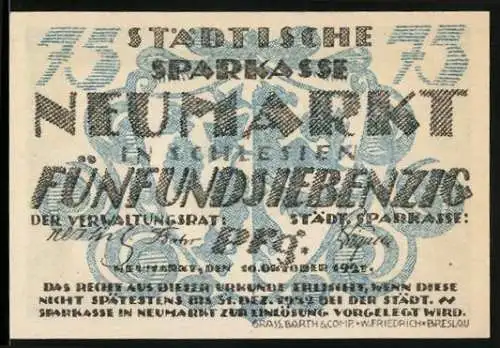 75 STÄDTISCHE 75
SPARKASSE
NEUMARKT
IN SCHLESIEN
FÜNFUNDSIEBENZIG
DER VERWALTUNGSRAT: STÄDT. SPARKASSE:
Pfg.
NEUMARKT, DEN 10. OKTOBER 1921.
DAS RECHT AUS DIESER URKUNDE ERLISCHT, WENN DIESE
NICHT SPÄTESTENS BIS 31. DEZ. 1942 BEI DER STÄDT.
SPARKASSE IN NEUMARKT ZUR EINLÖSUNG VORGELEGT WIRD.
GRASS, BARTH & COMP. • W. FRIEDRICH • BRESLAU